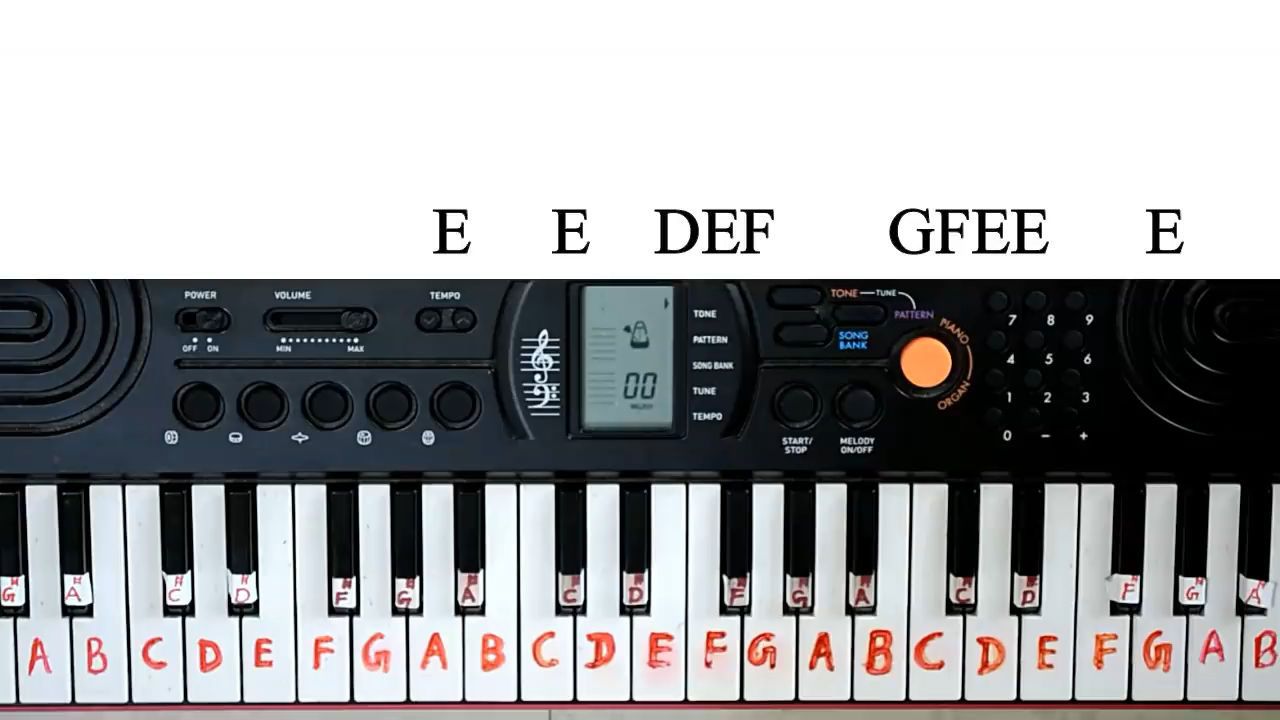 E E DEF GFEE E
POWER VOLUME TEMPO
OFF ON MIN MAX
TONE
PATTERN
SONG BANK
TUNE
TEMPO
00
TONE TUNE
PATTERN
SONG
BANK
PIANO
ORGAN
START/
STOP
MELODY
ON/OFF
7 8 9
4 5 6
1 2 3
0 − +
G# A# C# D# F# G# A# C# D# F# G# A# C# D# F# G# A#
A B C D E F G A B C D E F G A B C D E F G A B